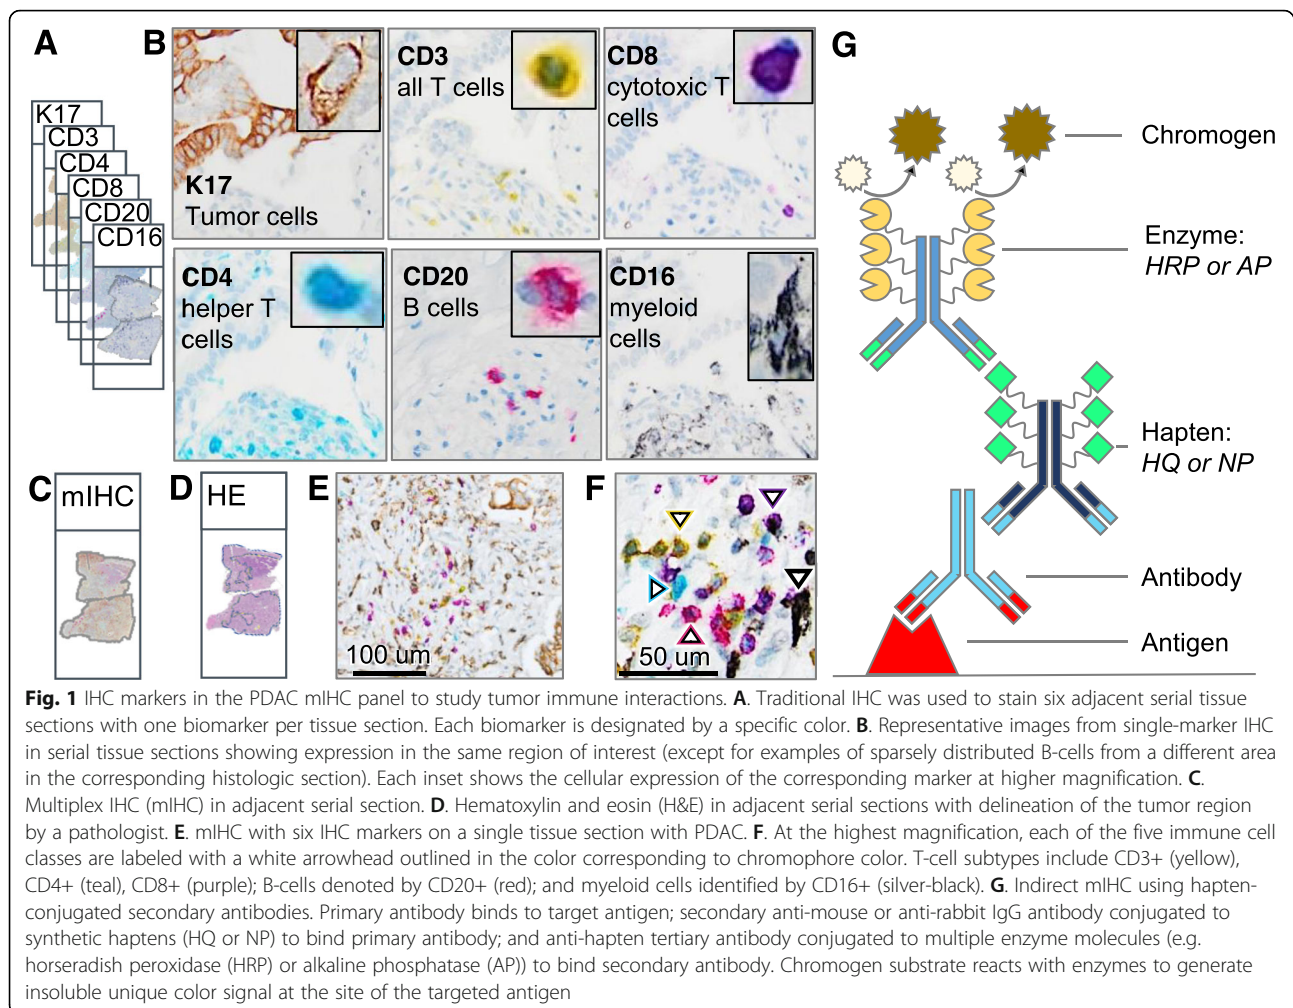 A
K17
CD3
CD4
CD8
CD20
CD16
B
K17
Tumor cells
CD3
all T cells
CD8
cytotoxic T
cells
CD4
helper T
cells
CD20
B cells
CD16
myeloid
cells
C
mIHC
D
HE
E
100 um
F
50 um
G
Chromogen
Enzyme:
HRP or AP
Hapten:
HQ or NP
Antibody
Antigen
Fig. 1 IHC markers in the PDAC mIHC panel to study tumor immune interactions. A. Traditional IHC was used to stain six adjacent serial tissue
sections with one biomarker per tissue section. Each biomarker is designated by a specific color. B. Representative images from single-marker IHC
in serial tissue sections showing expression in the same region of interest (except for examples of sparsely distributed B-cells from a different area
in the corresponding histologic section). Each inset shows the cellular expression of the corresponding marker at higher magnification. C.
Multiplex IHC (mIHC) in adjacent serial section. D. Hematoxylin and eosin (H&E) in adjacent serial sections with delineation of the tumor region
by a pathologist. E. mIHC with six IHC markers on a single tissue section with PDAC. F. At the highest magnification, each of the five immune cell
classes are labeled with a white arrowhead outlined in the color corresponding to chromophore color. T-cell subtypes include CD3+ (yellow),
CD4+ (teal), CD8+ (purple); B-cells denoted by CD20+ (red); and myeloid cells identified by CD16+ (silver-black). G. Indirect mIHC using hapten-
conjugated secondary antibodies. Primary antibody binds to target antigen; secondary anti-mouse or anti-rabbit IgG antibody conjugated to
synthetic haptens (HQ or NP) to bind primary antibody; and anti-hapten tertiary antibody conjugated to multiple enzyme molecules (e.g.
horseradish peroxidase (HRP) or alkaline phosphatase (AP)) to bind secondary antibody. Chromogen substrate reacts with enzymes to generate
insoluble unique color signal at the site of the targeted antigen